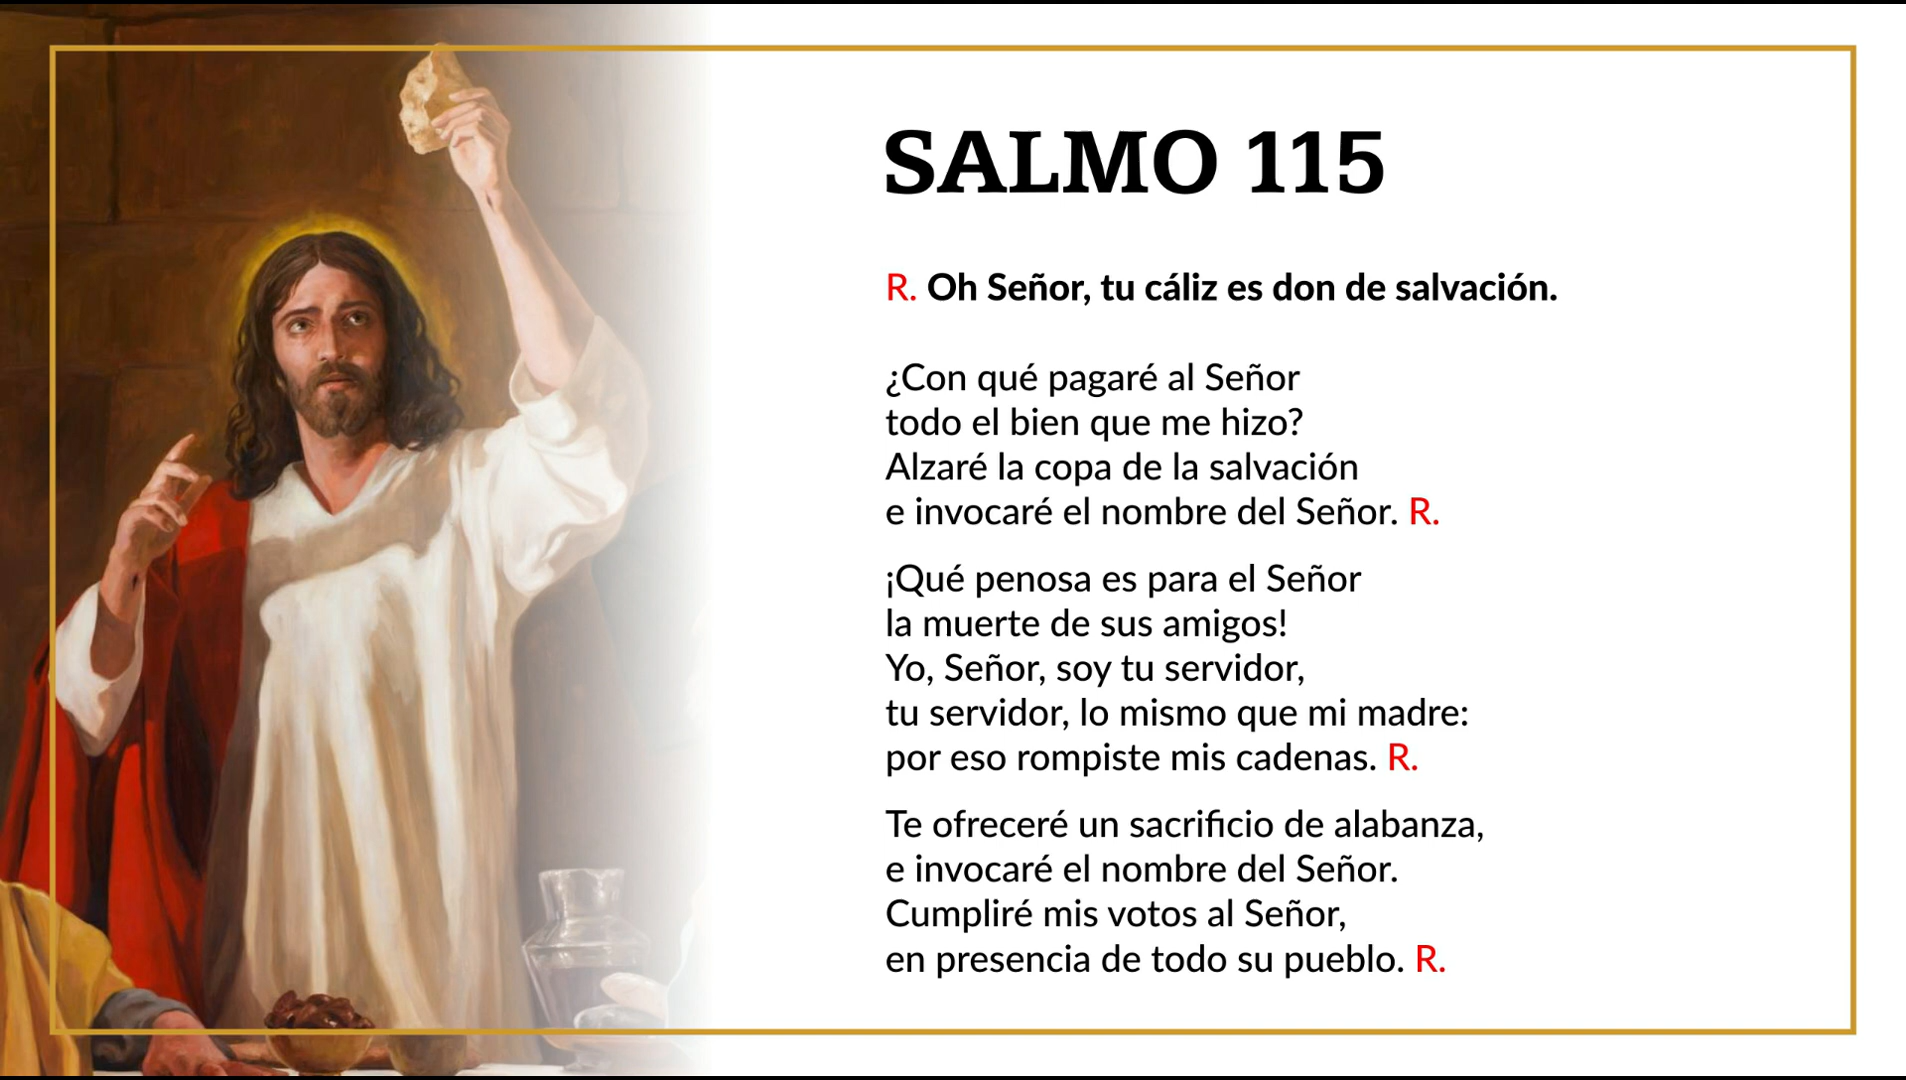 SALMO 115
R. Oh Señor, tu cáliz es don de salvación.
¿Con qué pagaré al Señor
todo el bien que me hizo?
Alzaré la copa de la salvación
e invocaré el nombre del Señor. R.
¡Qué penosa es para el Señor
la muerte de sus amigos!
Yo, Señor, soy tu servidor,
tu servidor, lo mismo que mi madre:
por eso rompiste mis cadenas. R.
Te ofreceré un sacrificio de alabanza,
e invocaré el nombre del Señor.
Cumpliré mis votos al Señor,
en presencia de todo su pueblo. R.